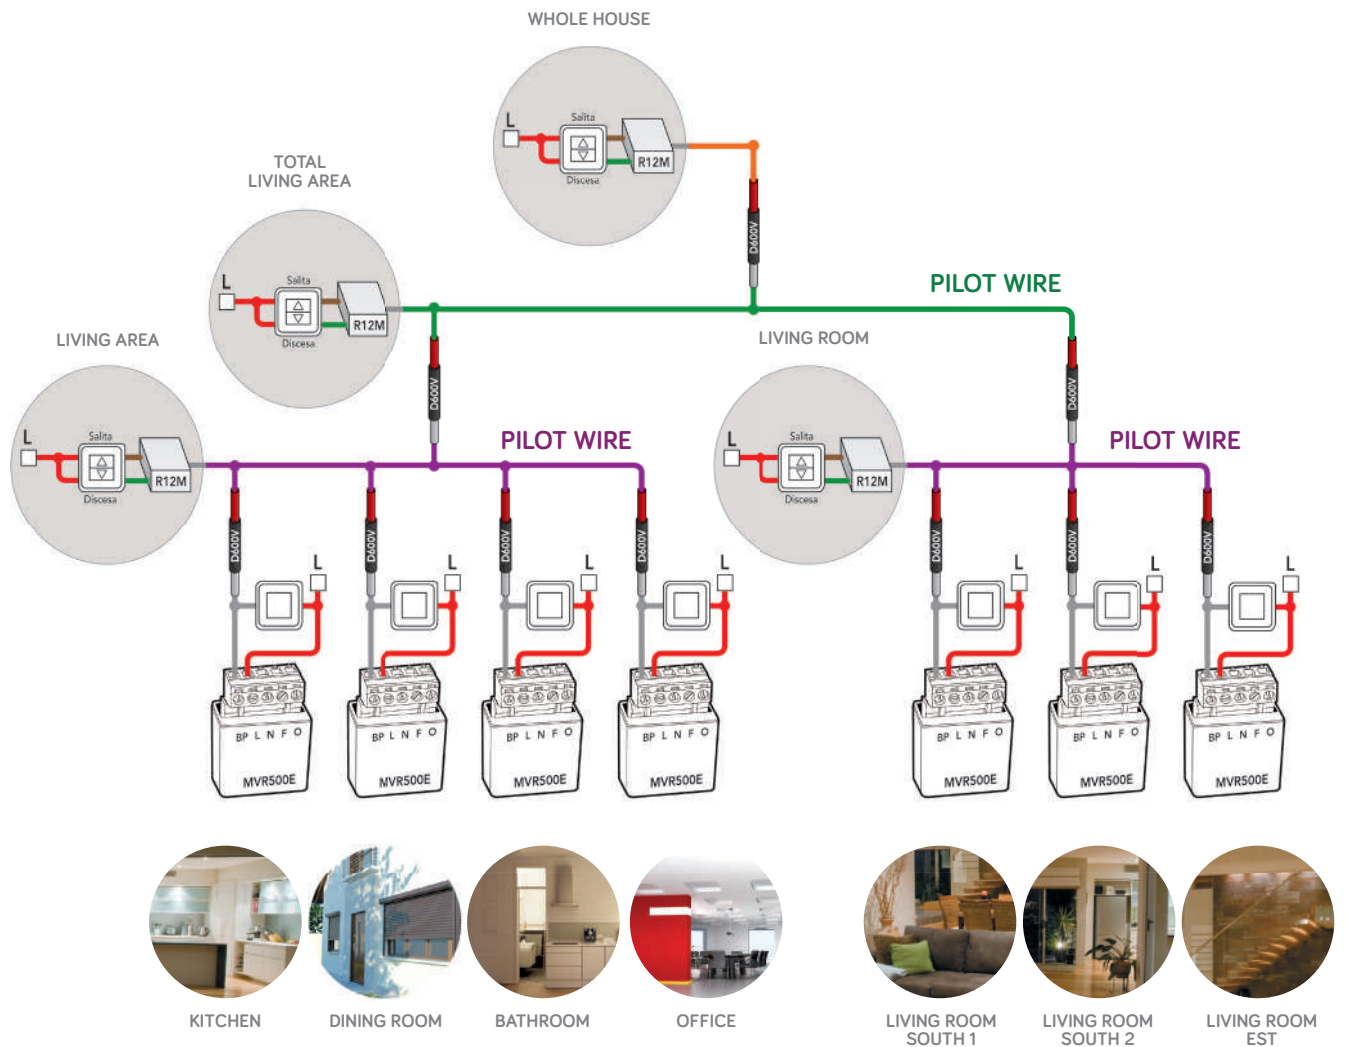 WHOLE HOUSE
L
Salita
R12M
Discesa
D600V
TOTAL
LIVING AREA
L
Salita
R12M
Discesa
PILOT WIRE
D600V
D600V
LIVING AREA
L
Salita
R12M
Discesa
PILOT WIRE
LIVING ROOM
L
Salita
R12M
Discesa
PILOT WIRE
D600V
D600V
D600V
D600V
D600V
D600V
D600V
L
L
L
L
L
L
L
BP L N F O
BP L N F O
BP L N F O
BP L N F O
BP L N F O
BP L N F O
BP L N F O
MVR500E
MVR500E
MVR500E
MVR500E
MVR500E
MVR500E
MVR500E
KITCHEN
DINING ROOM
BATHROOM
OFFICE
LIVING ROOM
SOUTH 1
LIVING ROOM
SOUTH 2
LIVING ROOM
EST